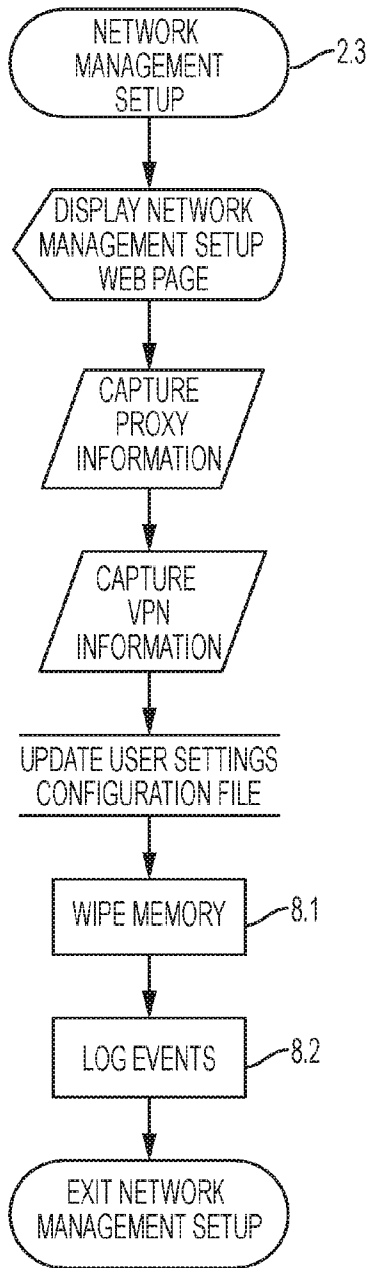 NETWORK
MANAGEMENT
SETUP
2.3
DISPLAY NETWORK
MANAGEMENT SETUP
WEB PAGE
CAPTURE
PROXY
INFORMATION
CAPTURE
VPN
INFORMATION
UPDATE USER SETTINGS
CONFIGURATION FILE
WIPE MEMORY
8.1
LOG EVENTS
8.2
EXIT NETWORK
MANAGEMENT SETUP